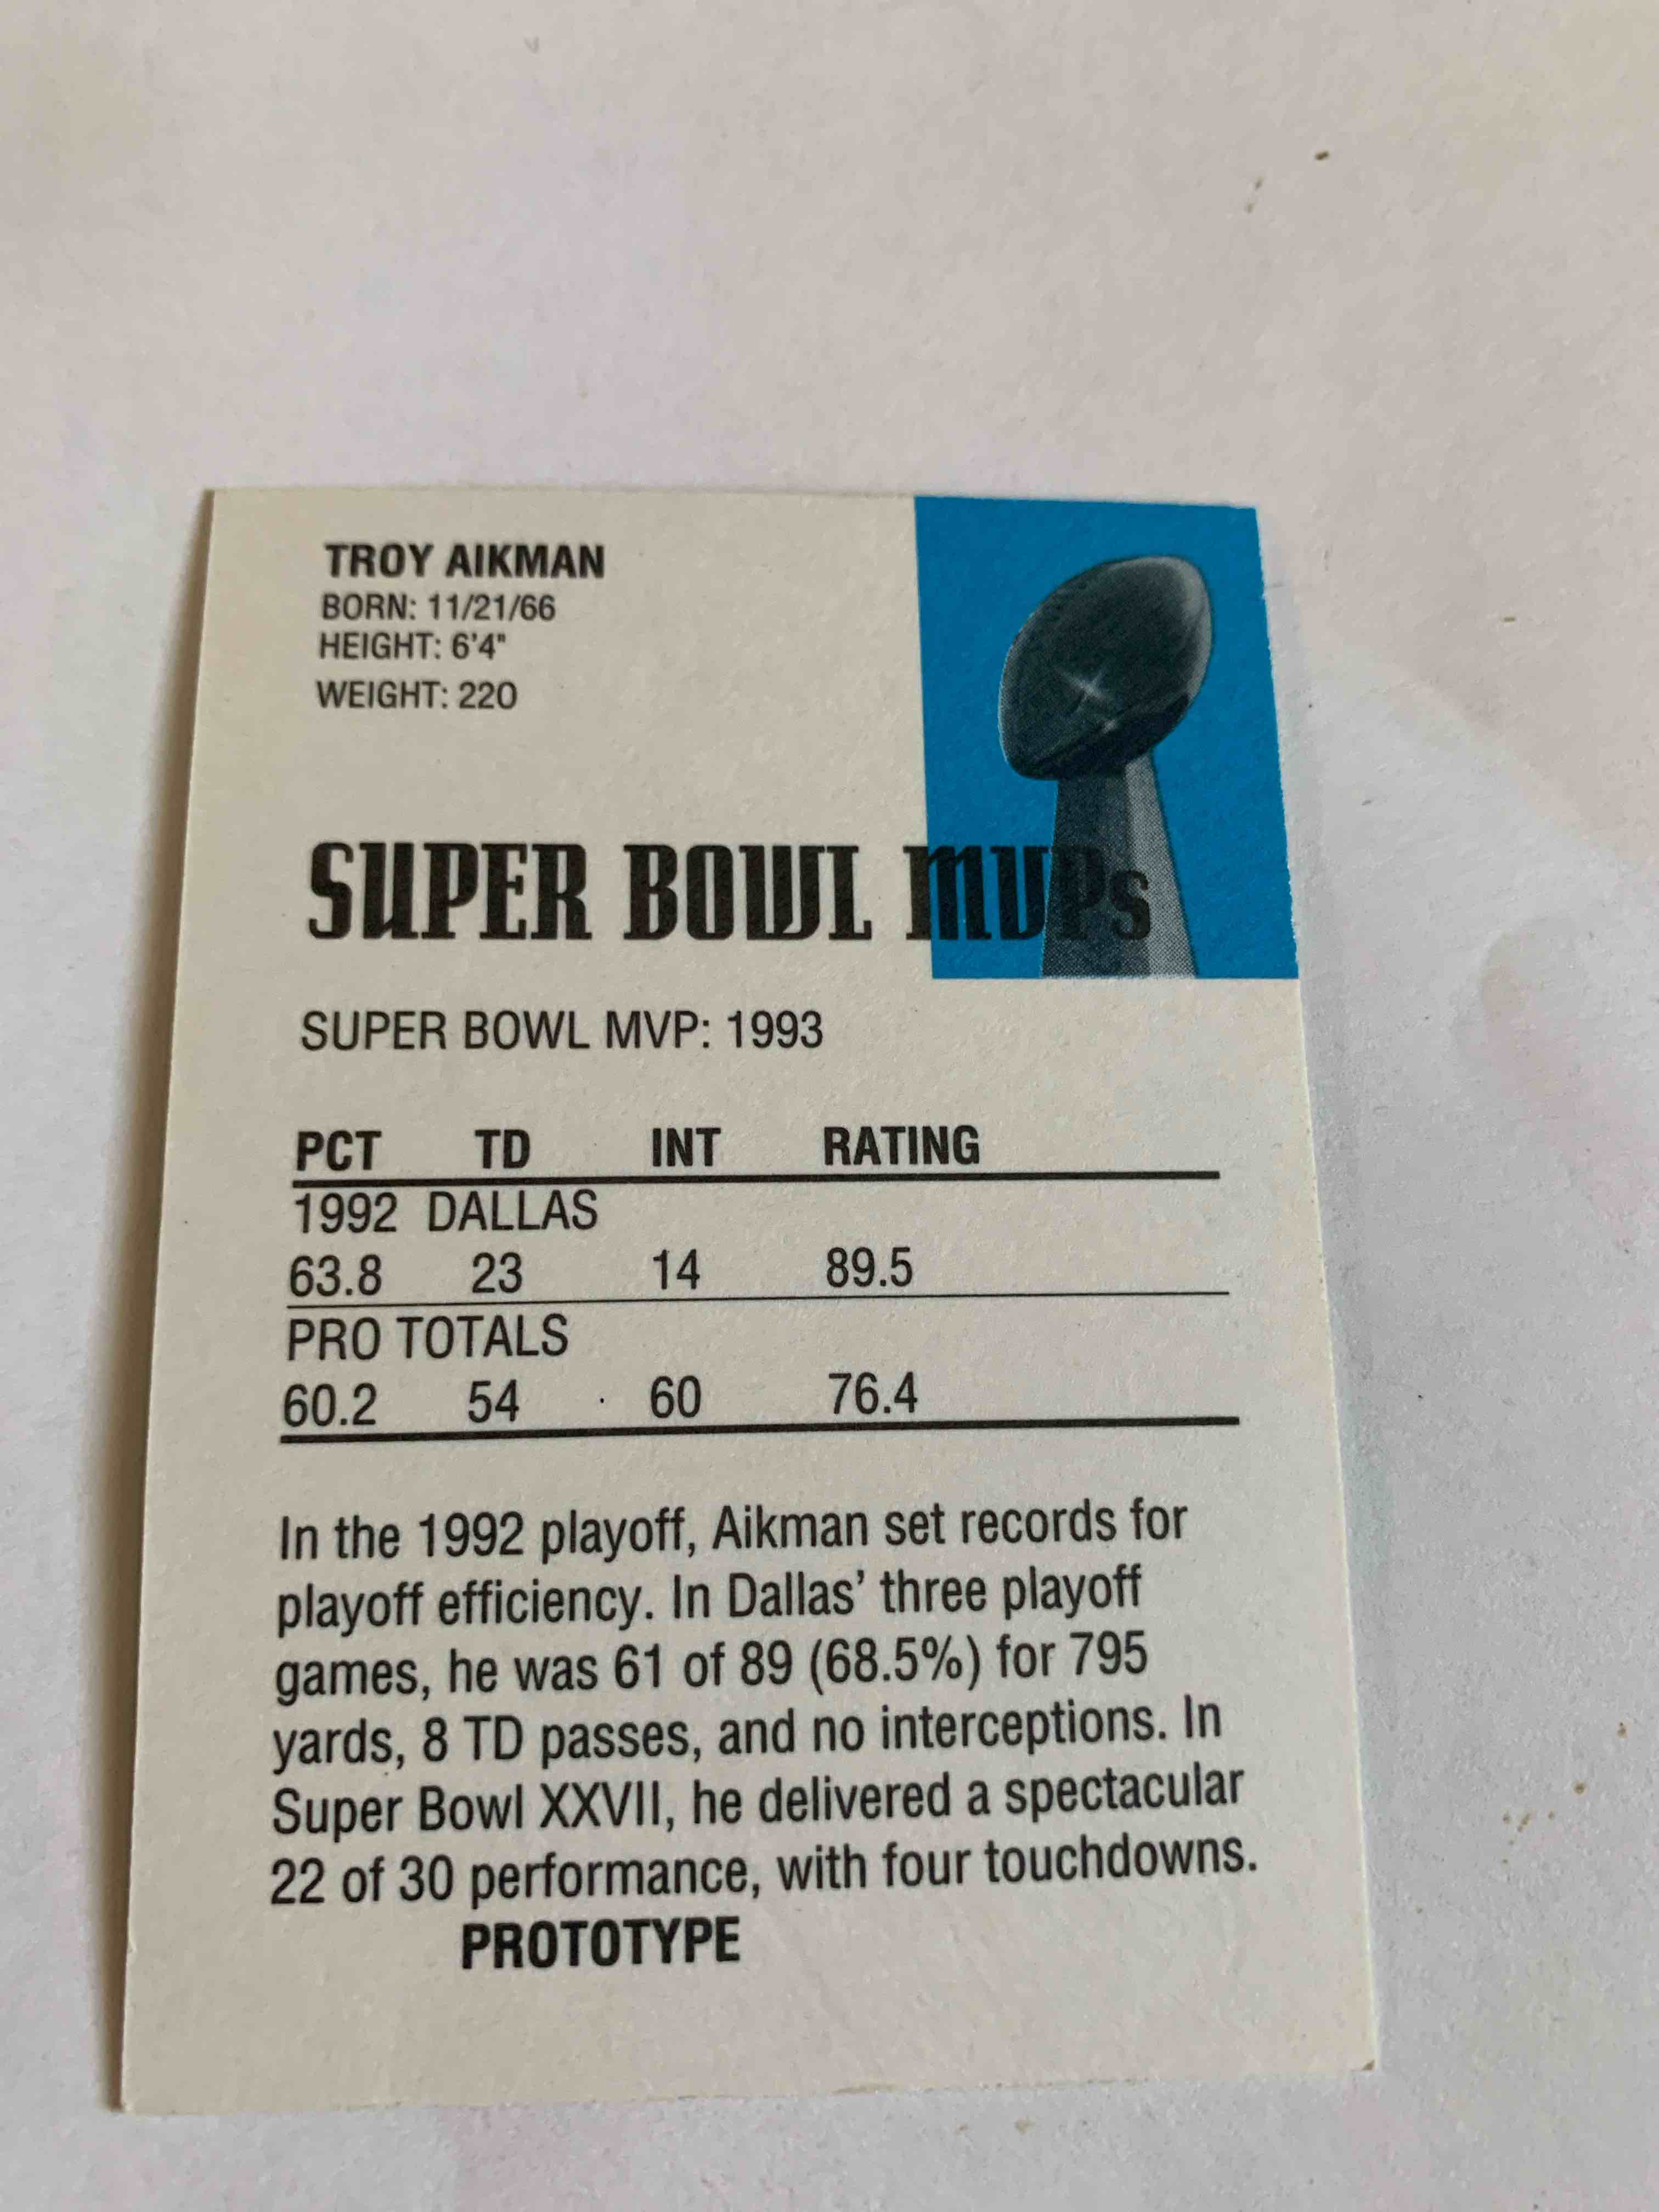 TROY AIKMAN
BORN: 11/21/66
HEIGHT: 6'4"
WEIGHT: 220
SUPER BOWL MVPs
SUPER BOWL MVP: 1993
PCT TD INT RATING
1992 DALLAS
63.8 23 14 89.5
PRO TOTALS
60.2 54 60 76.4
In the 1992 playoff, Aikman set records for
playoff efficiency. In Dallas’ three playoff
games, he was 61 of 89 (68.5%) for 795
yards, 8 TD passes, and no interceptions. In
Super Bowl XXVII, he delivered a spectacular
22 of 30 performance, with four touchdowns.
PROTOTYPE